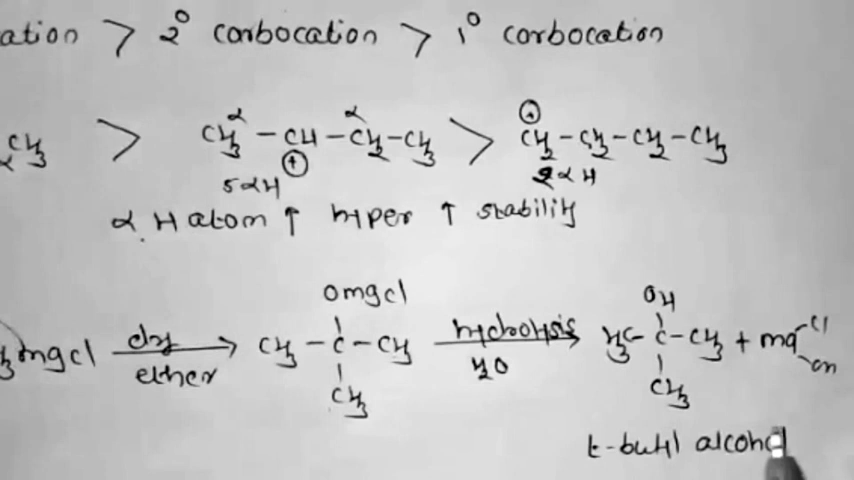 ation > 2° carbocation > 1° carbocation
α α ⊕
CH3 > CH3 - CH - CH2 - CH3 > CH2 - CH2 - CH2 - CH3
α ⊕
5αH 2αH
α H atom ↑ hyper ↑ stability
omgcl OH
3mgcl dry ether → CH3 - C - CH3 hydrolysis H2O → H3C - C - CH3 + mg Cl OH
CH3 CH3
t-butyl alcohol